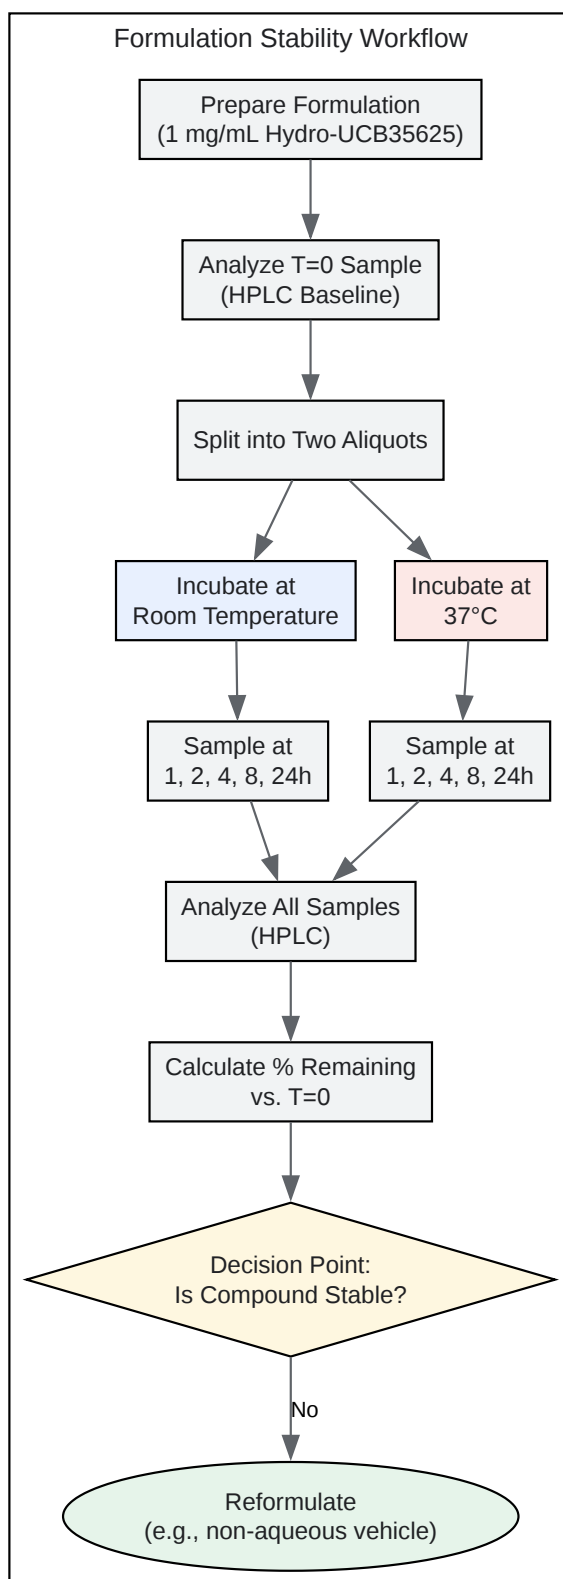 Formulation Stability Workflow
Prepare Formulation
(1 mg/mL Hydro-UCB35625)
Analyze T=0 Sample
(HPLC Baseline)
Split into Two Aliquots
Incubate at
Room Temperature
Incubate at
37°C
Sample at
1, 2, 4, 8, 24h
Sample at
1, 2, 4, 8, 24h
Analyze All Samples
(HPLC)
Calculate % Remaining
vs. T=0
Decision Point:
Is Compound Stable?
No
Reformulate
(e.g., non-aqueous vehicle)